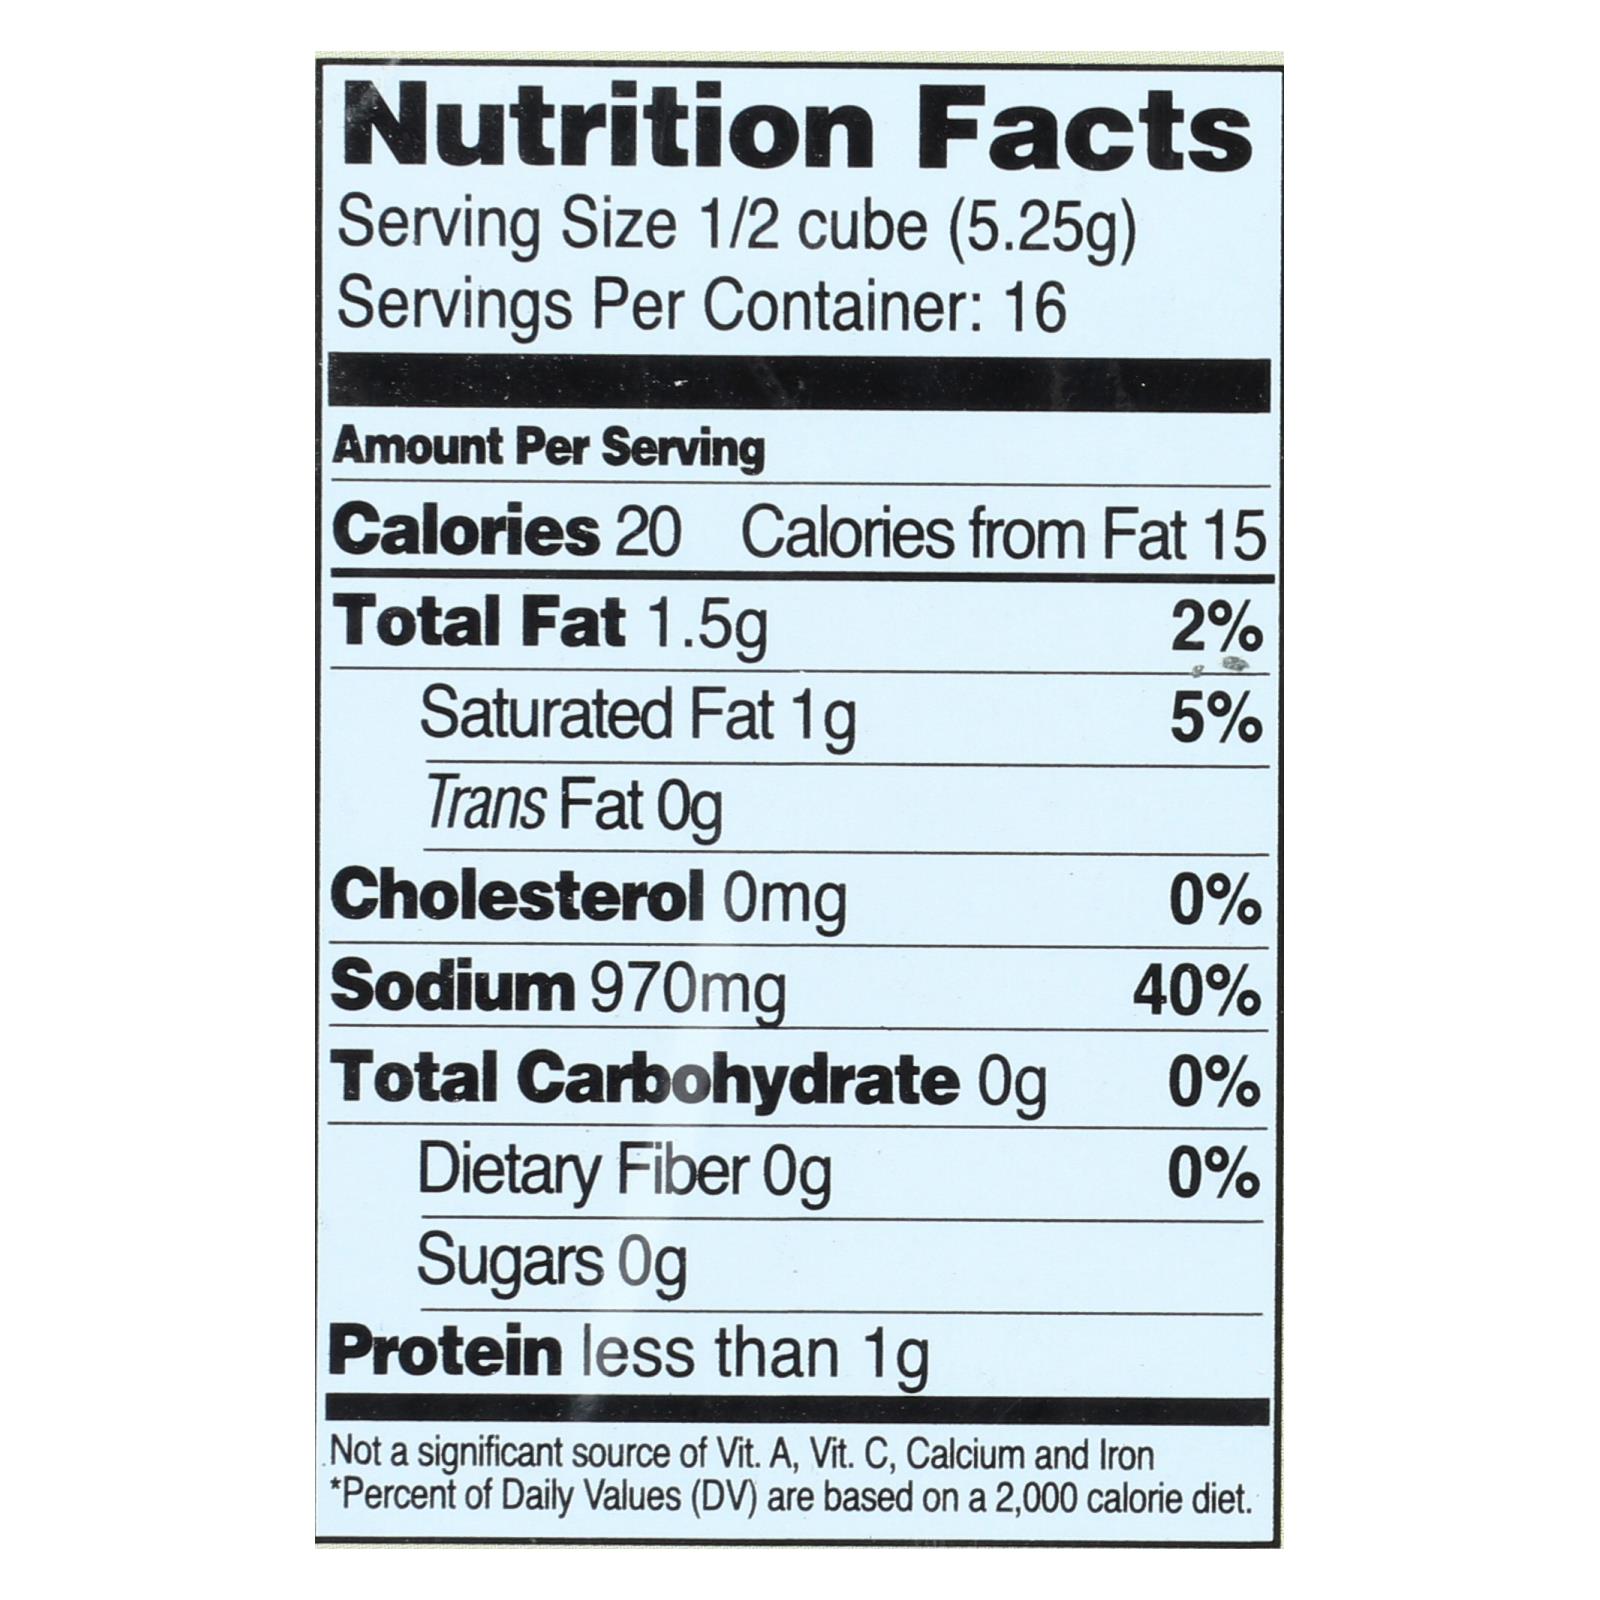 Nutrition Facts
Serving Size 1/2 cube (5.25g)
Servings Per Container: 16
Amount Per Serving
Calories 20 Calories from Fat 15
Total Fat 1.5g 2%
Saturated Fat 1g 5%
Trans Fat 0g
Cholesterol 0mg 0%
Sodium 970mg 40%
Total Carbohydrate 0g 0%
Dietary Fiber 0g 0%
Sugars 0g
Protein less than 1g
Not a significant source of Vit. A, Vit. C, Calcium and Iron
*Percent of Daily Values (DV) are based on a 2,000 calorie diet.